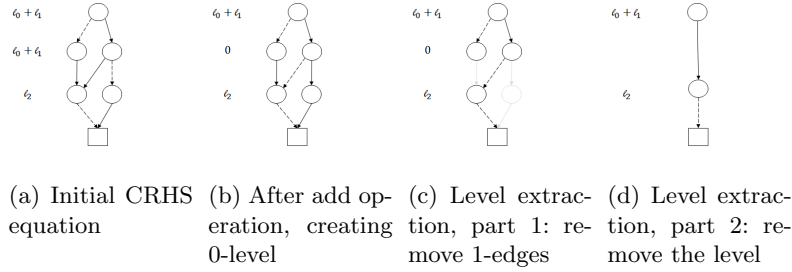 ℓ₀ + ℓ₁ ℓ₀ + ℓ₁ ℓ₀ + ℓ₁ ℓ₀ + ℓ₁
ℓ₀ + ℓ₁ 0 0
ℓ₂ ℓ₂ ℓ₂ ℓ₂
(a) Initial CRHS
equation
(b) After add op-
eration, creating
0-level
(c) Level extrac-
tion, part 1: re-
move 1-edges
(d) Level extrac-
tion, part 2: re-
move the level